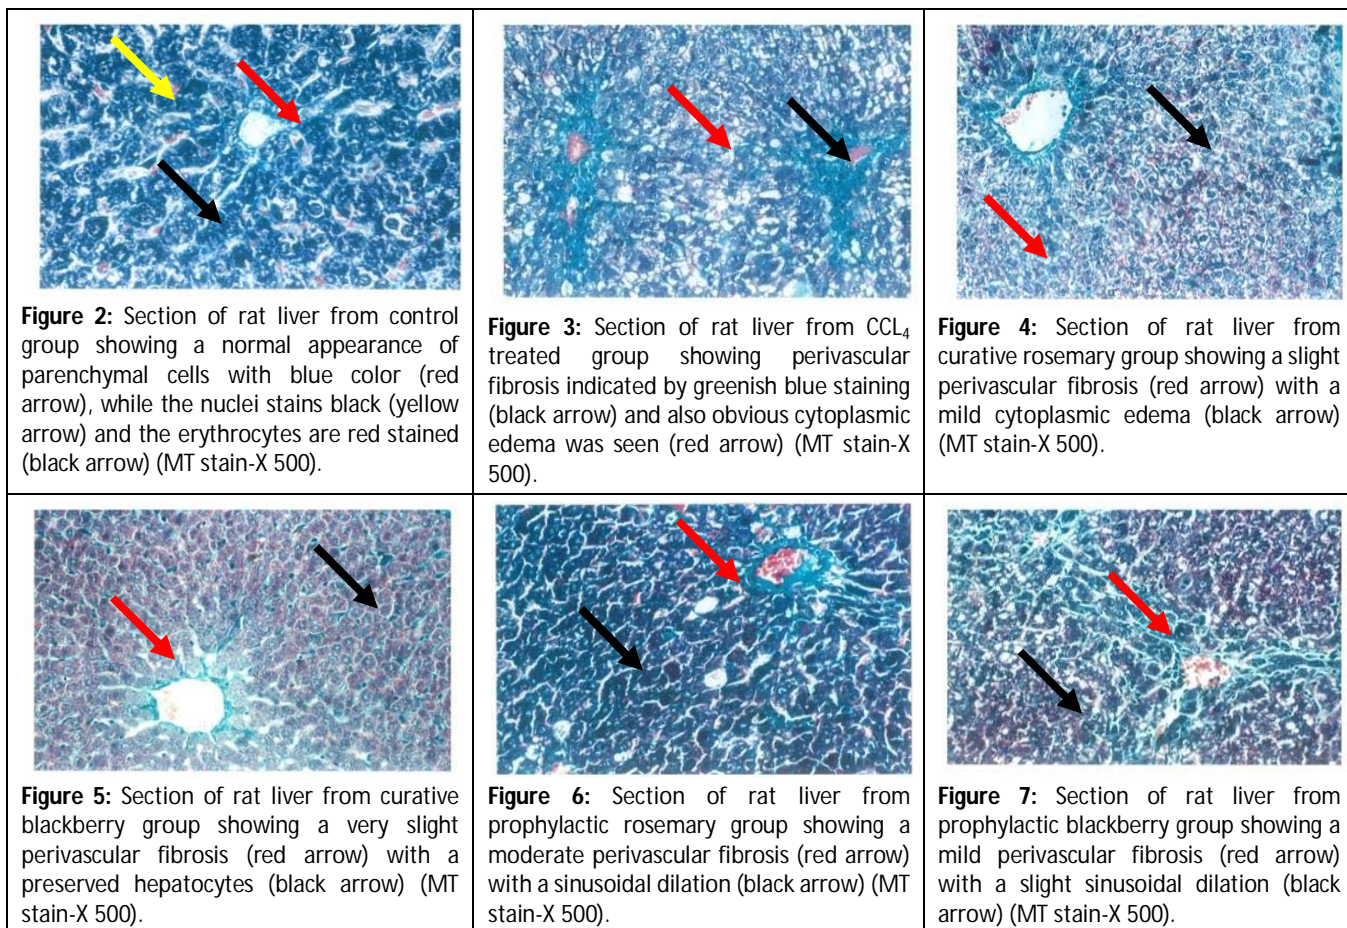 Figure 2: Section of rat liver from control
group showing a normal appearance of
parenchymal cells with blue color (red
arrow), while the nuclei stains black (yellow
arrow) and the erythrocytes are red stained
(black arrow) (MT stain-X 500).
Figure 3: Section of rat liver from CCL₄
treated group showing perivascular
fibrosis indicated by greenish blue staining
(black arrow) and also obvious cytoplasmic
edema was seen (red arrow) (MT stain-X
500).
Figure 4: Section of rat liver from
curative rosemary group showing a slight
perivascular fibrosis (red arrow) with a
mild cytoplasmic edema (black arrow)
(MT stain-X 500).
Figure 5: Section of rat liver from curative
blackberry group showing a very slight
perivascular fibrosis (red arrow) with a
preserved hepatocytes (black arrow) (MT
stain-X 500).
Figure 6: Section of rat liver from
prophylactic rosemary group showing a
moderate perivascular fibrosis (red arrow)
with a sinusoidal dilation (black arrow) (MT
stain-X 500).
Figure 7: Section of rat liver from
prophylactic blackberry group showing a
mild perivascular fibrosis (red arrow)
with a slight sinusoidal dilation (black
arrow) (MT stain-X 500).